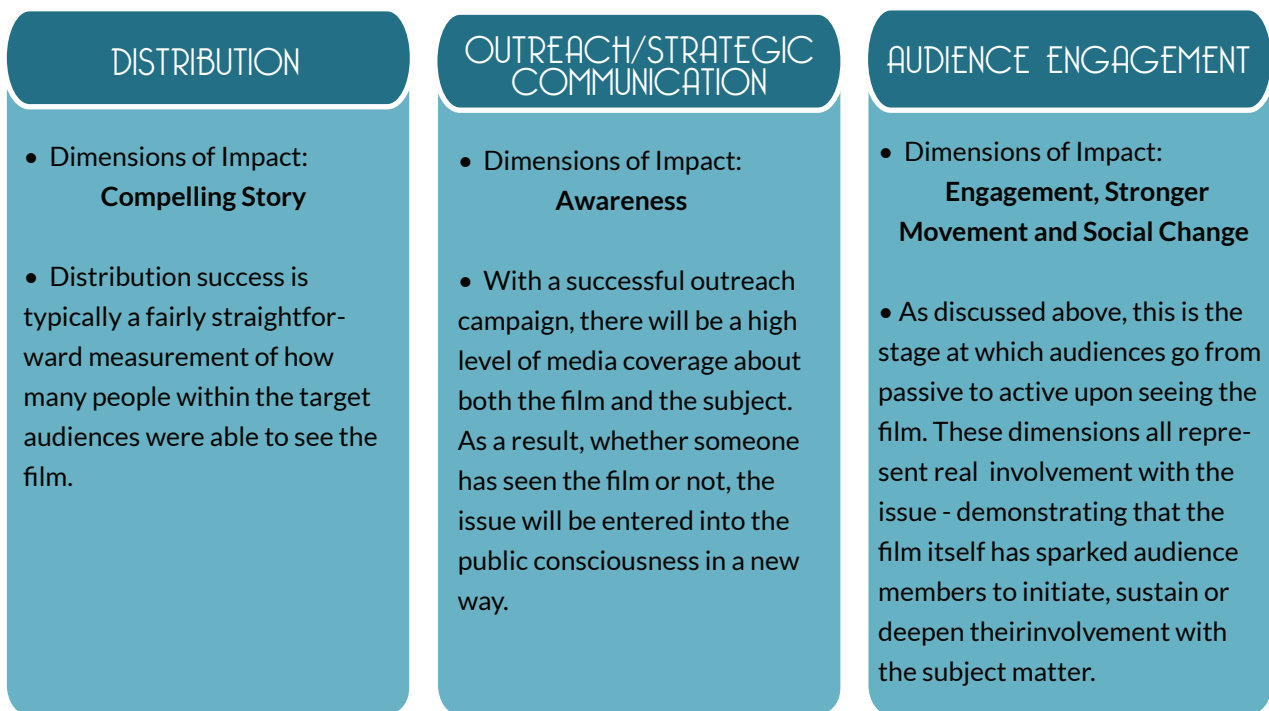 DISTRIBUTION
• Dimensions of Impact:
Compelling Story
• Distribution success is
typically a fairly straightfor-
ward measurement of how
many people within the target
audiences were able to see the
film.
OUTREACH/STRATEGIC
COMMUNICATION
• Dimensions of Impact:
Awareness
• With a successful outreach
campaign, there will be a high
level of media coverage about
both the film and the subject.
As a result, whether someone
has seen the film or not, the
issue will be entered into the
public consciousness in a new
way.
AUDIENCE ENGAGEMENT
• Dimensions of Impact:
Engagement, Stronger
Movement and Social Change
• As discussed above, this is the
stage at which audiences go from
passive to active upon seeing the
film. These dimensions all repre-
sent real involvement with the
issue - demonstrating that the
film itself has sparked audience
members to initiate, sustain or
deepen theirinvolvement with
the subject matter.